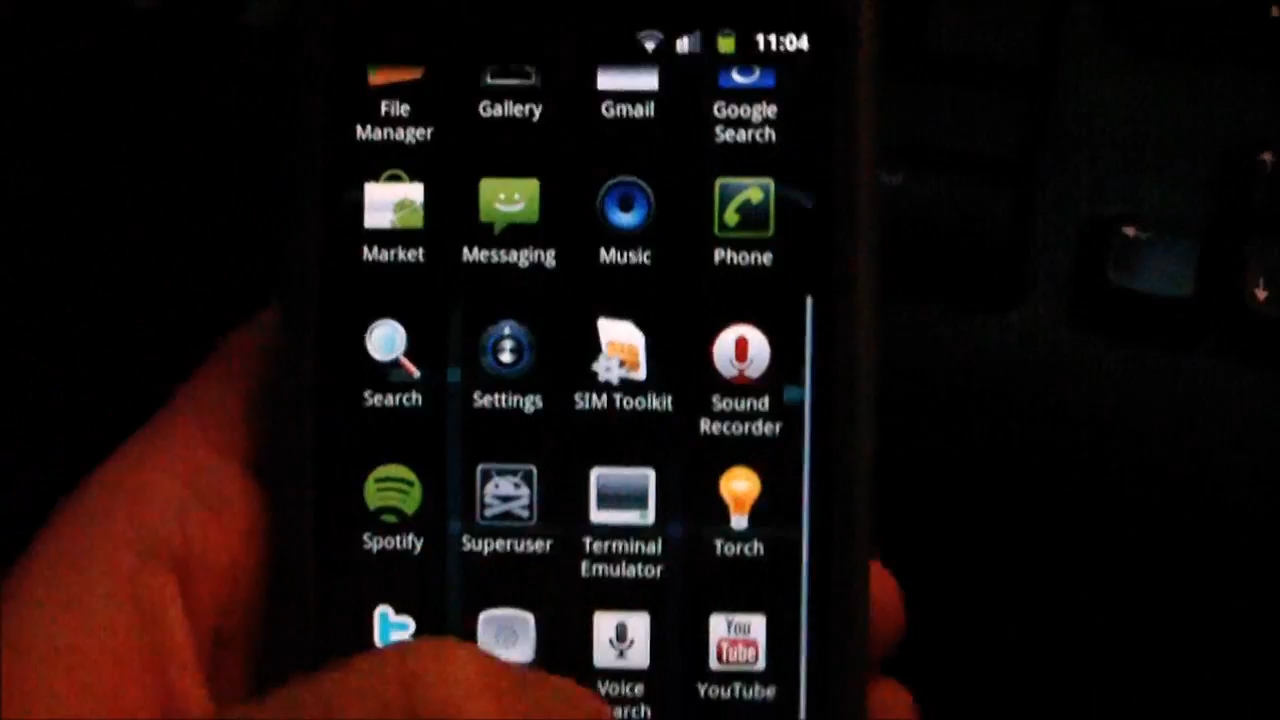 11:04
File Manager
Gallery
Gmail
Google Search
Market
Messaging
Music
Phone
Search
Settings
SIM Toolkit
Sound Recorder
Spotify
Superuser
Terminal Emulator
Torch
You
Tube
Voice
YouTube